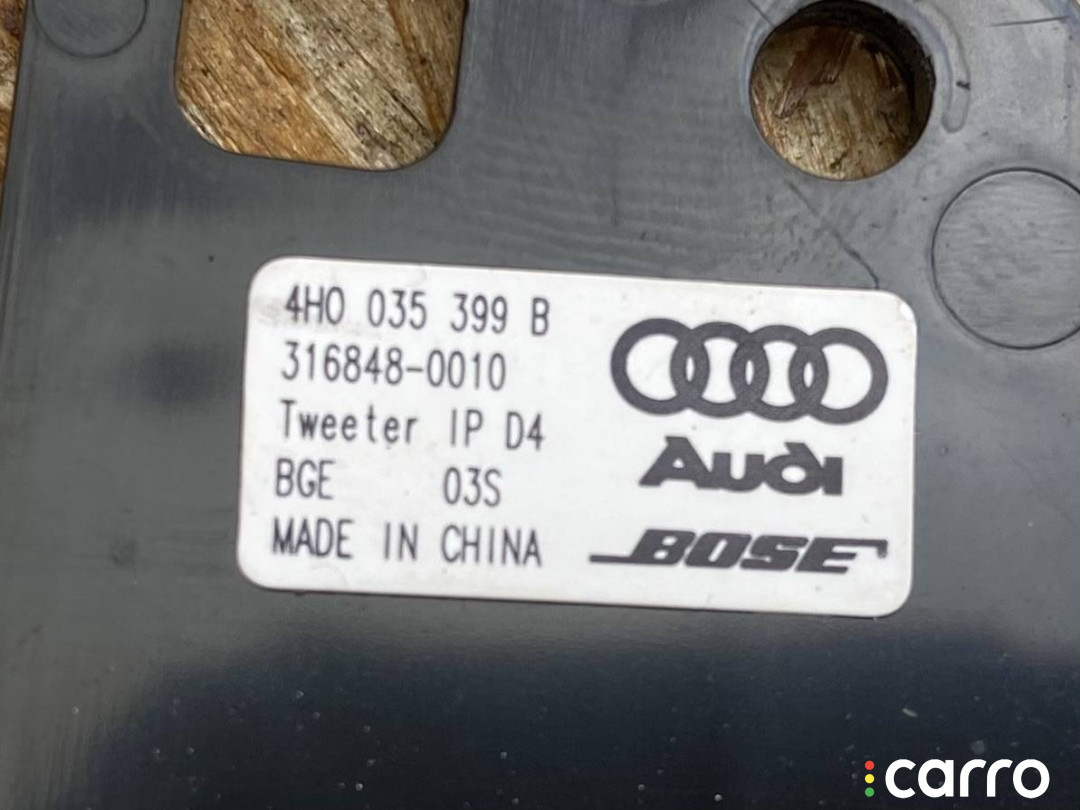 4H0 035 399 B
316848-0010
Tweeter IP D4
BGE 03S
MADE IN CHINA
Audi
BOSE
carro